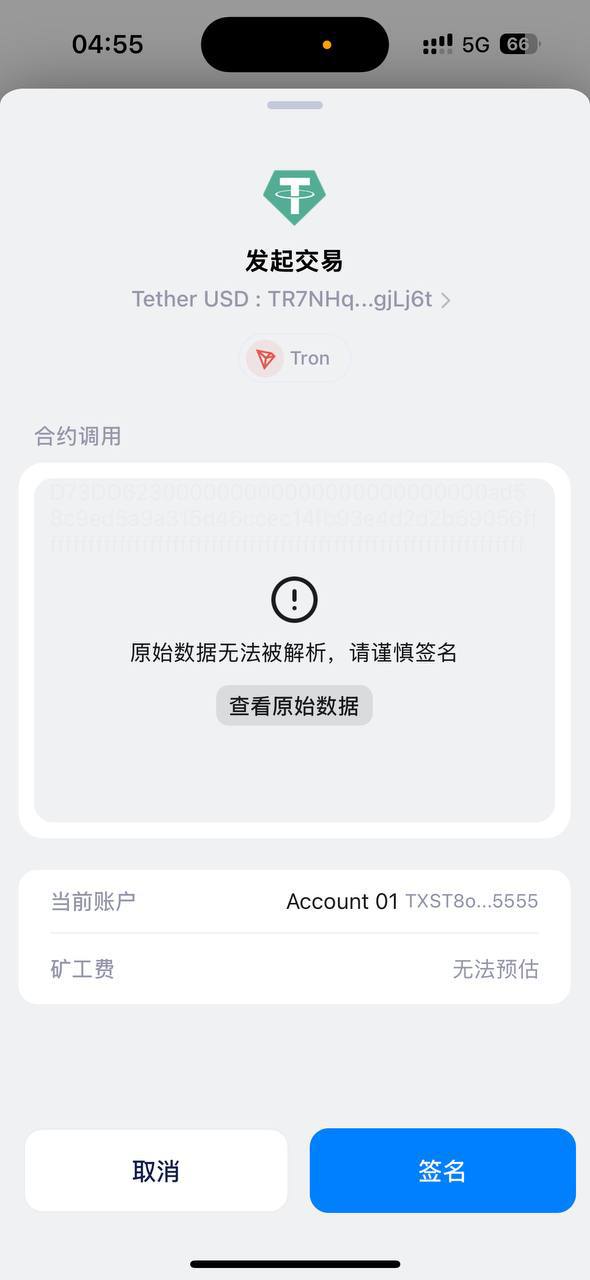 04:55
5G 66
发起交易
Tether USD : TR7NHq...gjLj6t
Tron
合约调用
原始数据无法被解析，请谨慎签名
查看原始数据
当前账户 Account 01 TXST8o...5555
矿工费 无法预估
取消 签名